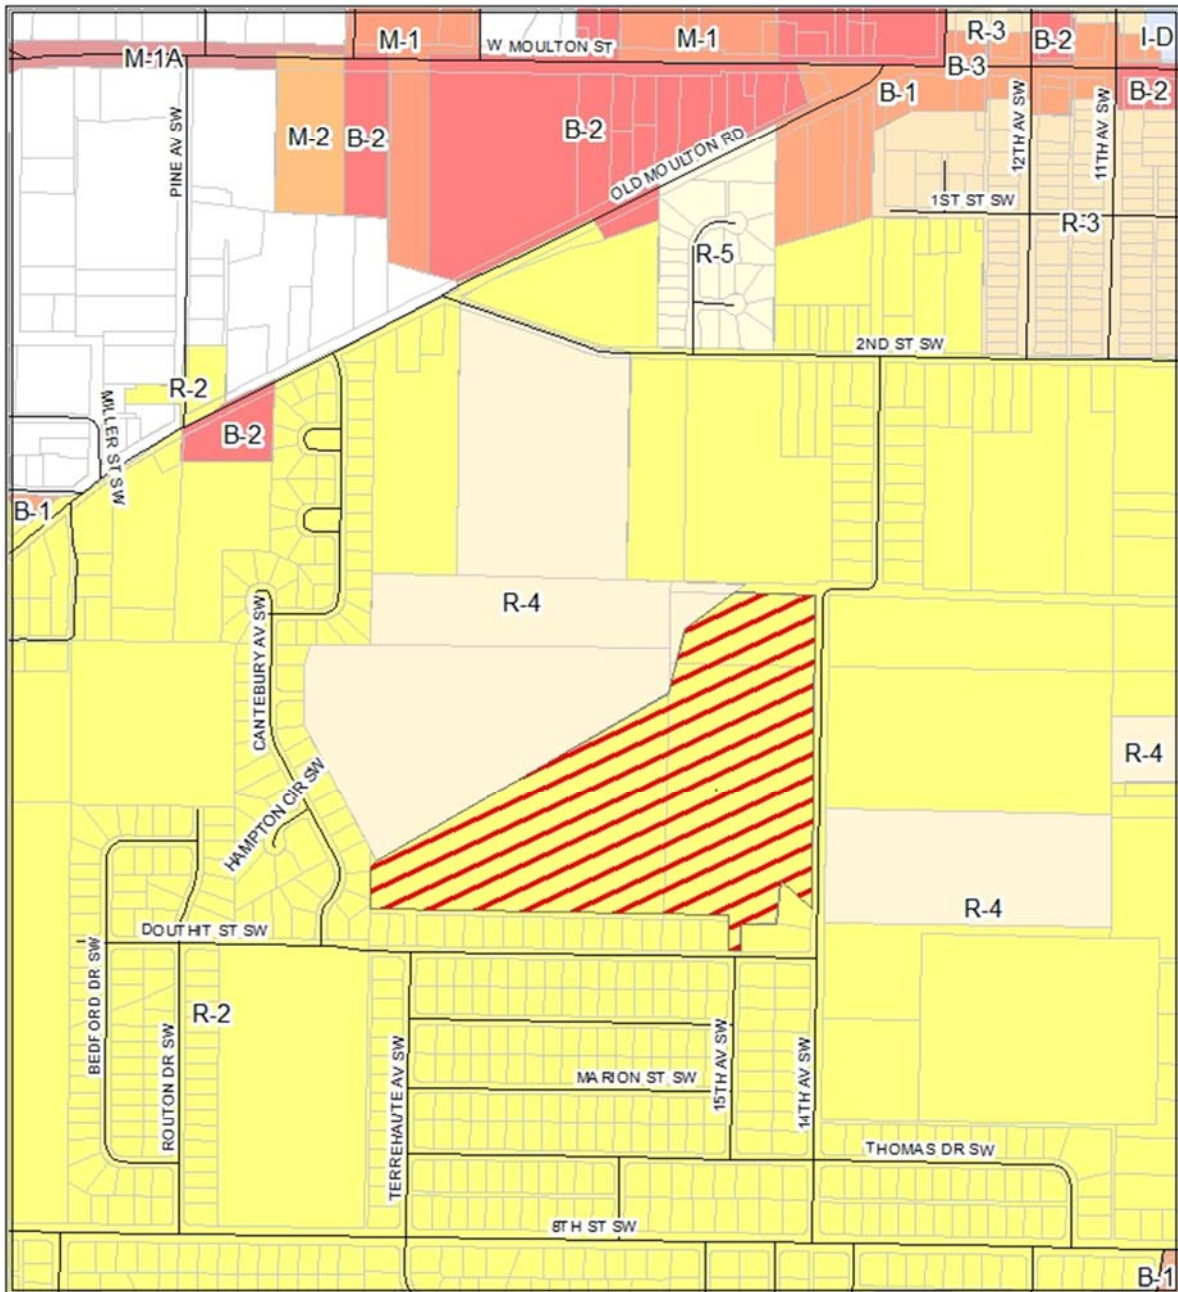 M-1
W MOULTON ST
M-1
R-3
B-2
I-D
M-1A
B-3
B-1
B-2
M-2
B-2
B-2
PINE AV SW
OLD MOULTON RD
12TH AV SW
11TH AV SW
1ST ST SW
R-3
R-5
2ND ST SW
R-2
MILLER ST SW
B-2
B-1
R-4
CANTEBURY AV SW
HAMPTON CIR SW
R-4
R-4
DOUTHIT ST SW
BEDFORD DR SW
R-2
ROUTON DR SW
TERREHAUTE AV SW
MARION ST SW
15TH AV SW
14TH AV SW
THOMAS DR SW
8TH ST SW
B-1